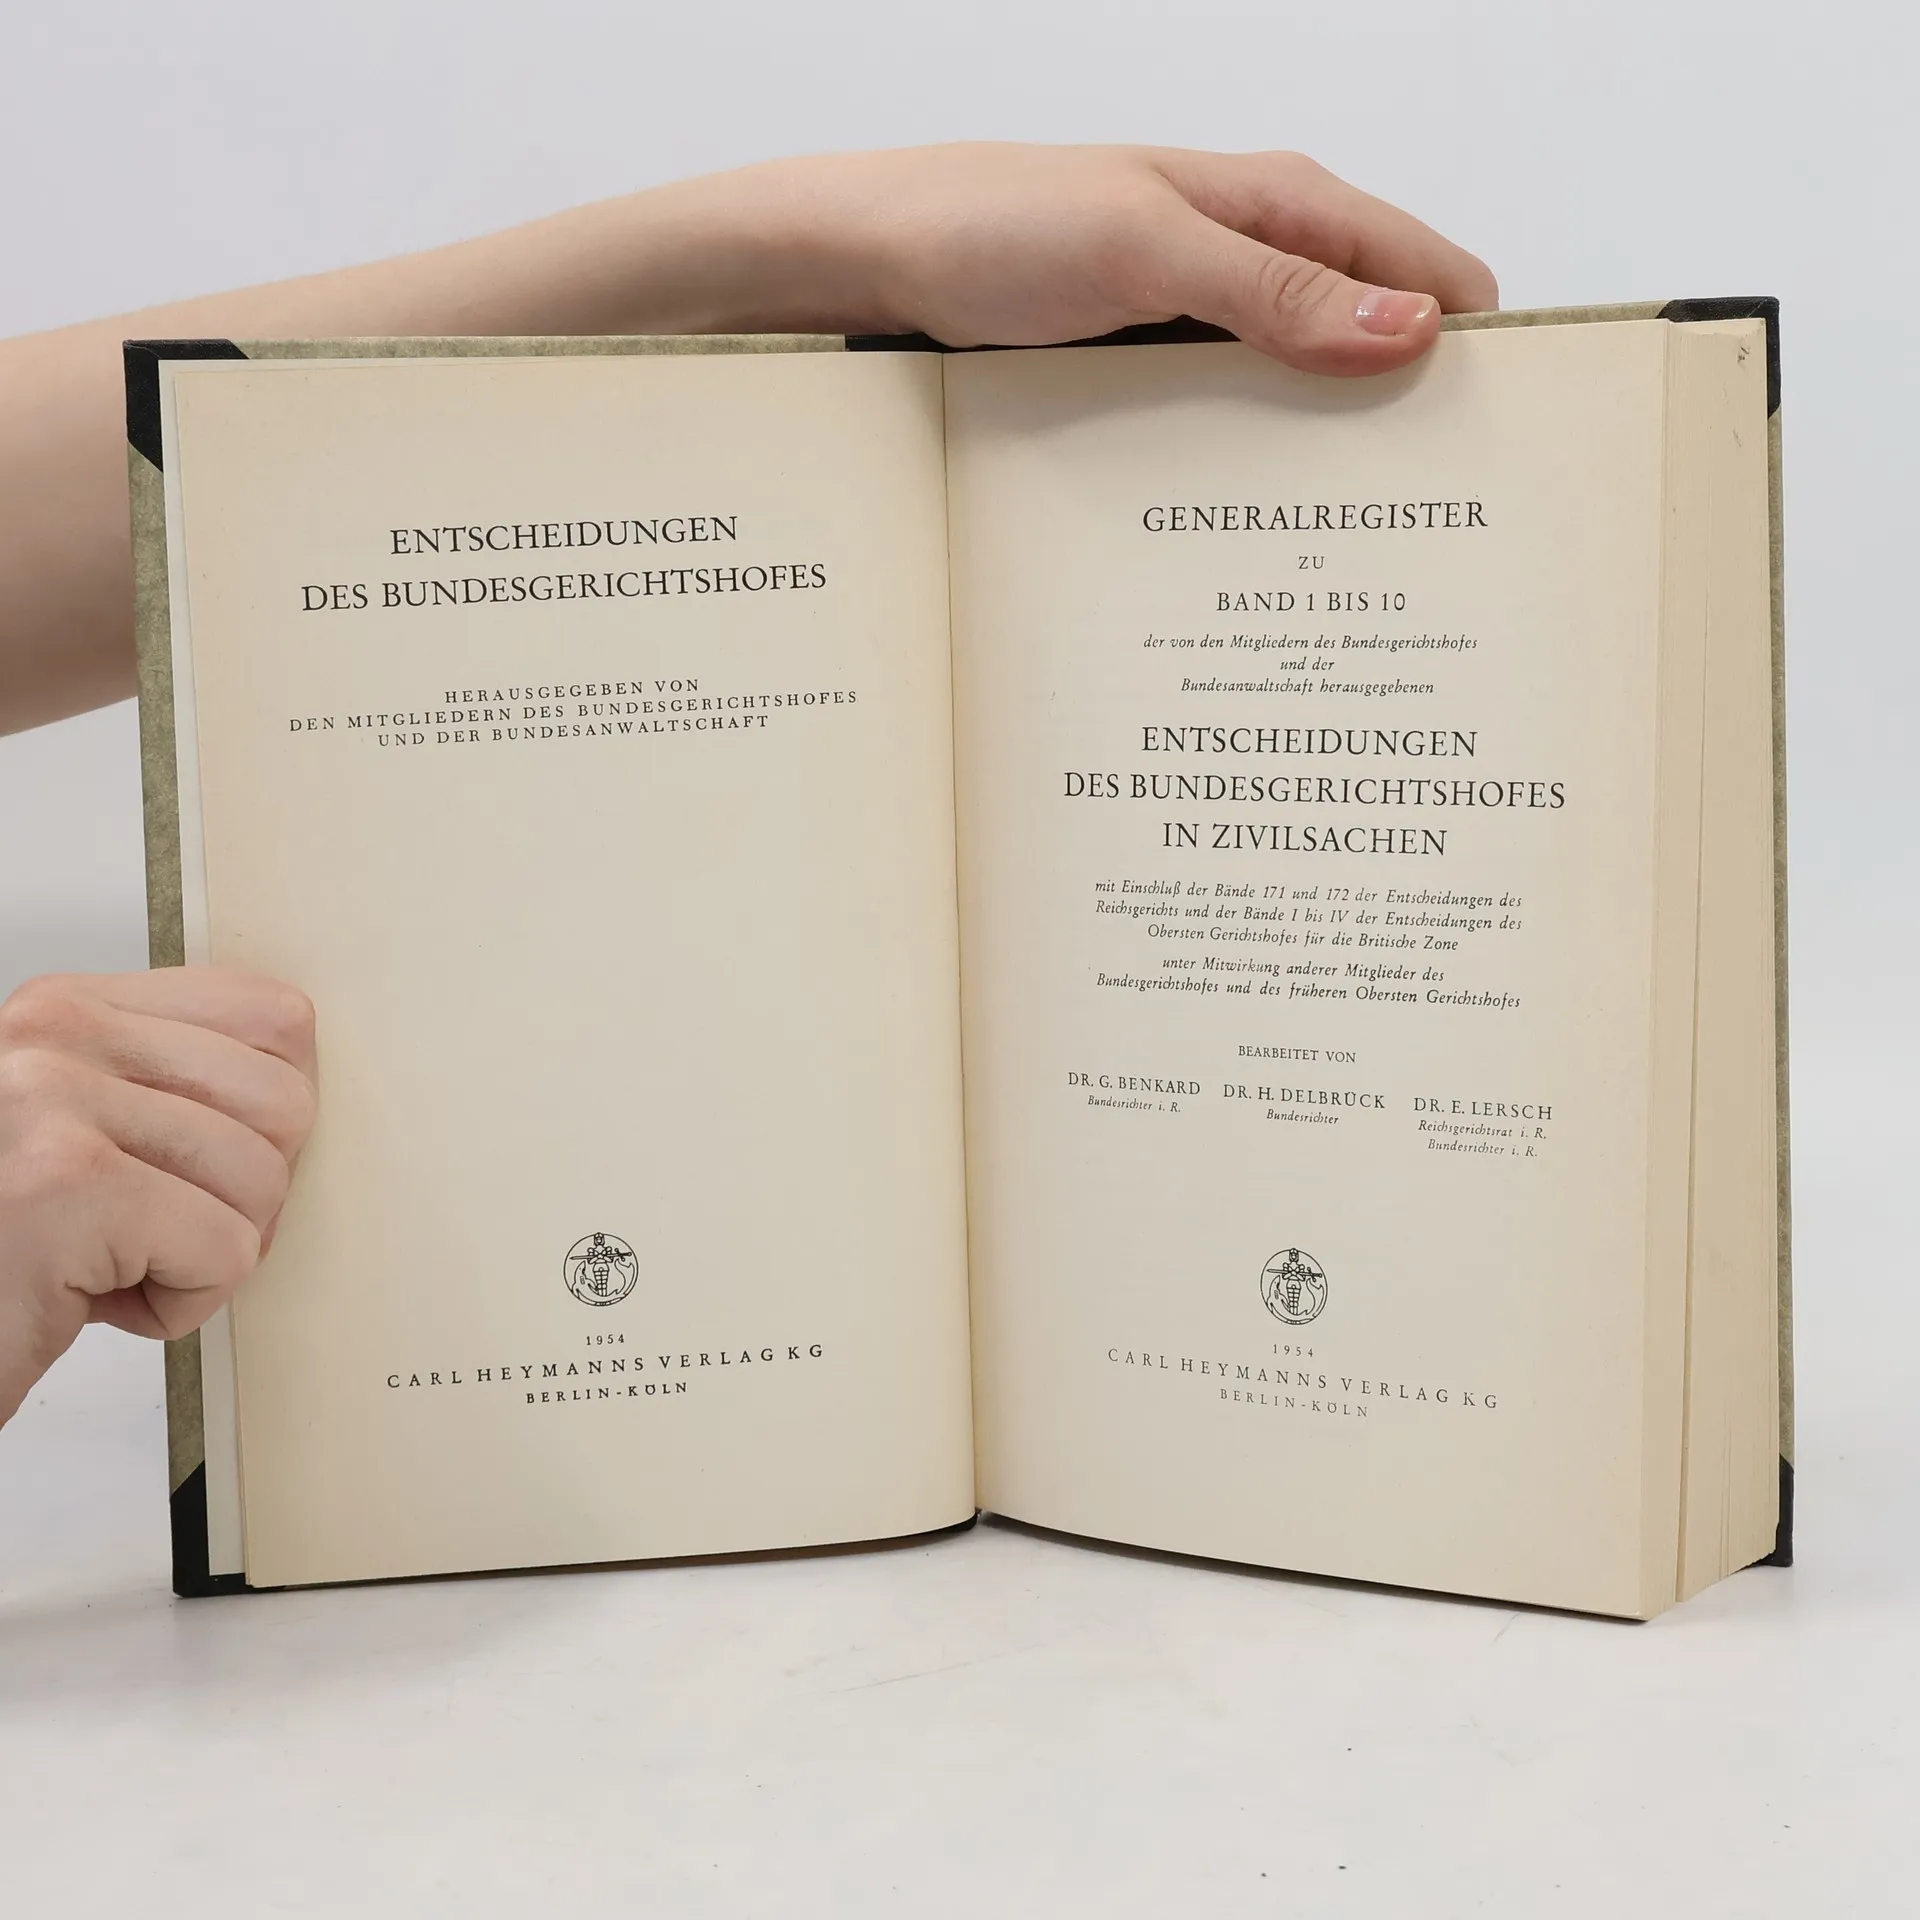 ENTSCHEIDUNGEN
DES BUNDESGERICHTSHOFES
HERAUSGEGEBEN VON
DEN MITGLIEDERN DES BUNDESGERICHTSHOFES
UND DER BUNDESANWALTSCHAFT
1954
CARL HEYMANNS VERLAG KG
BERLIN-KÖLN
GENERALREGISTER
ZU
BAND 1 BIS 10
der von den Mitgliedern des Bundesgerichtshofes
und der
Bundesanwaltschaft herausgegebenen
ENTSCHEIDUNGEN
DES BUNDESGERICHTSHOFES
IN ZIVILSACHEN
mit Einschluß der Bände 171 und 172 der Entscheidungen des
Reichsgerichts und der Bände I bis IV der Entscheidungen des
Obersten Gerichtshofes für die Britische Zone
unter Mitwirkung anderer Mitglieder des
Bundesgerichtshofes und des früheren Obersten Gerichtshofes
BEARBEITET VON
DR. G. BENKARD
Bundesrichter i. R.
DR. H. DELBRÜCK
Bundesrichter
DR. E. LERSCH
Reichsgerichtsrat i. R.
Bundesrichter i. R.
1954
CARL HEYMANNS VERLAG KG
BERLIN-KÖLN